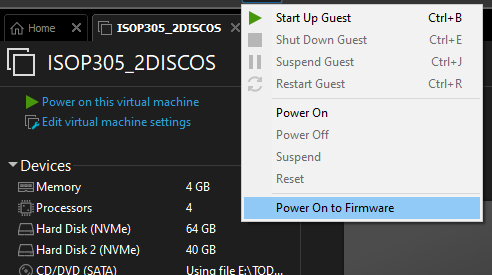 Home
ISOP305_2DISCOS
ISOP305_2DISCOS
Power on this virtual machine
Edit virtual machine settings
Devices
Memory 4 GB
Processors 4
Hard Disk (NVMe) 64 GB
Hard Disk 2 (NVMe) 40 GB
CD/DVD (SATA) Using file E:\TOD...
Start Up Guest Ctrl+B
Shut Down Guest Ctrl+E
Suspend Guest Ctrl+J
Restart Guest Ctrl+R
Power On
Power Off
Suspend
Reset
Power On to Firmware